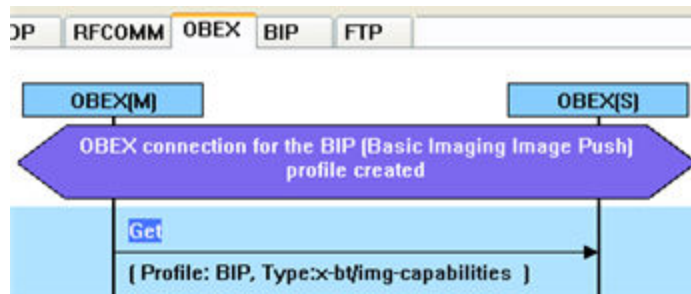 RFCOMM OBEX BIP FTP
OBEX(M) OBEX(S)
OBEX connection for the BIP (Basic Imaging Image Push)
profile created
Get
( Profile: BIP, Type:x-bt/img-capabilities )